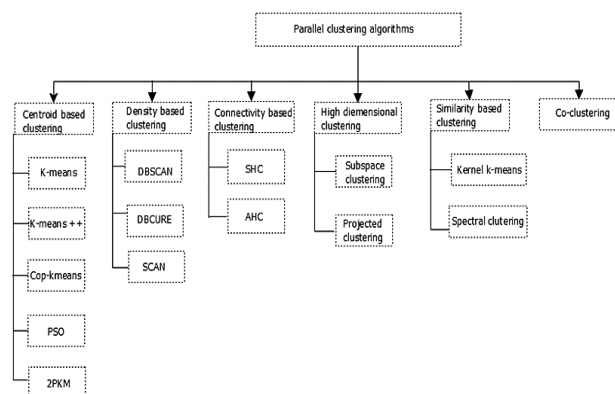 Parallel clustering algorithms
Centroid based
clustering
Density based
clustering
Connectivity based
clustering
High diemensional
clustering
Similarity based
clustering
Co-clustering
K-means
K-means ++
Cop-kmeans
PSO
2PKM
DBSCAN
DBCURE
SCAN
SHC
AHC
Subspace
clustering
Projected
clustering
Kernel k-means
Spectral clutering